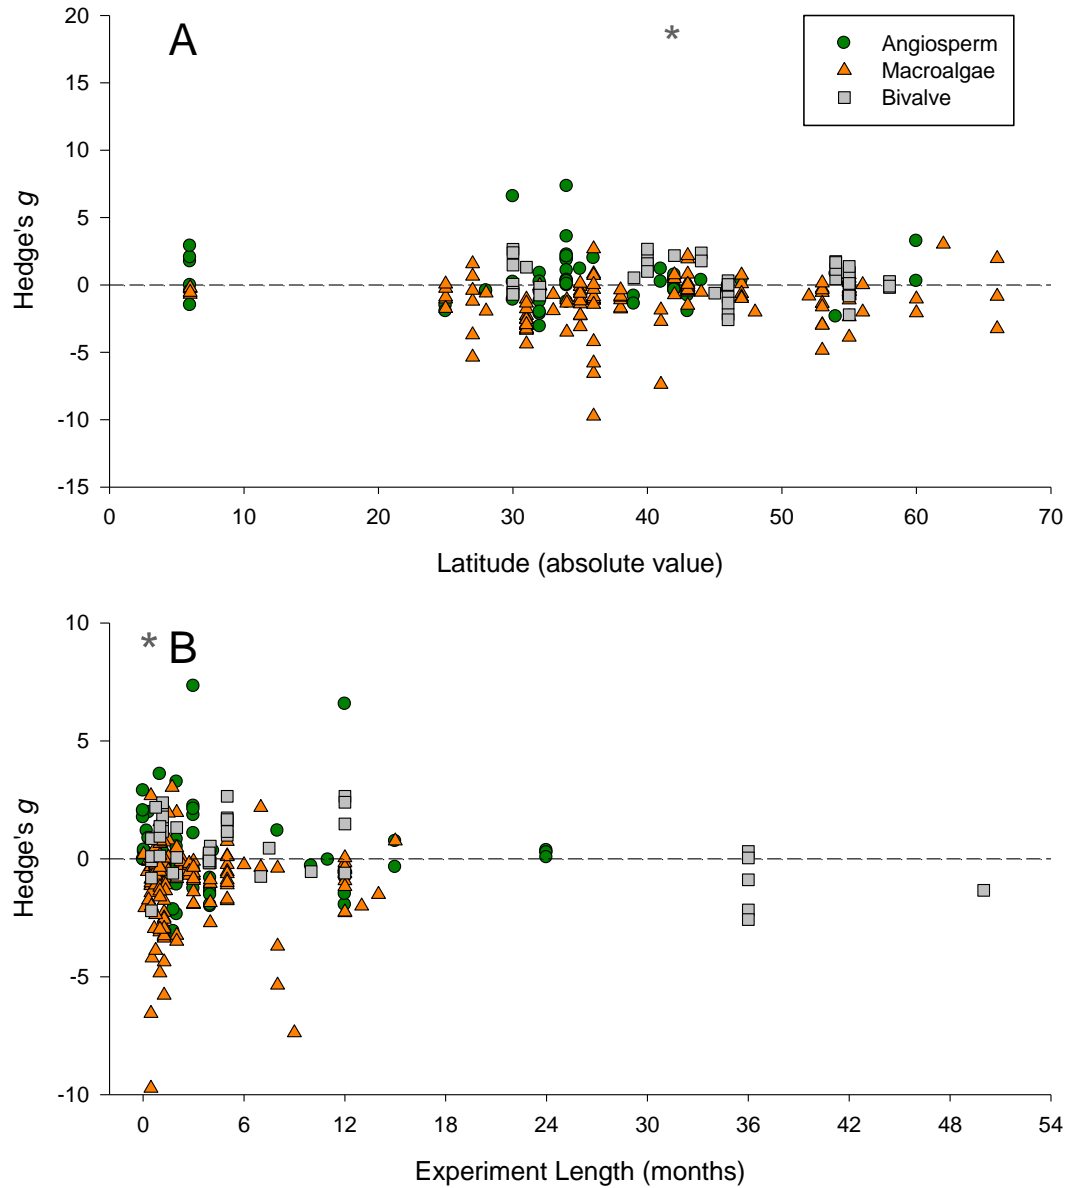 20
15
10
5
0
-5
-10
-15
A
*
Angiosperm
Macroalgae
Bivalve
Hedge's g
0 10 20 30 40 50 60 70
Latitude (absolute value)
10
5
0
-5
-10
* B
Hedge's g
0 6 12 18 24 30 36 42 48 54
Experiment Length (months)